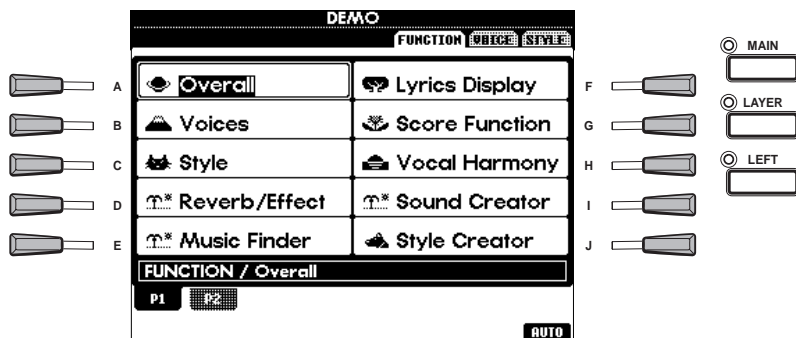 DEMO
FUNCTION VOICE STYLE
MAIN
A Overall Lyrics Display F
LAYER
B Voices Score Function G
C Style Vocal Harmony H
LEFT
D Reverb/Effect Sound Creator I
E Music Finder Style Creator J
FUNCTION / Overall
P1 P2
AUTO